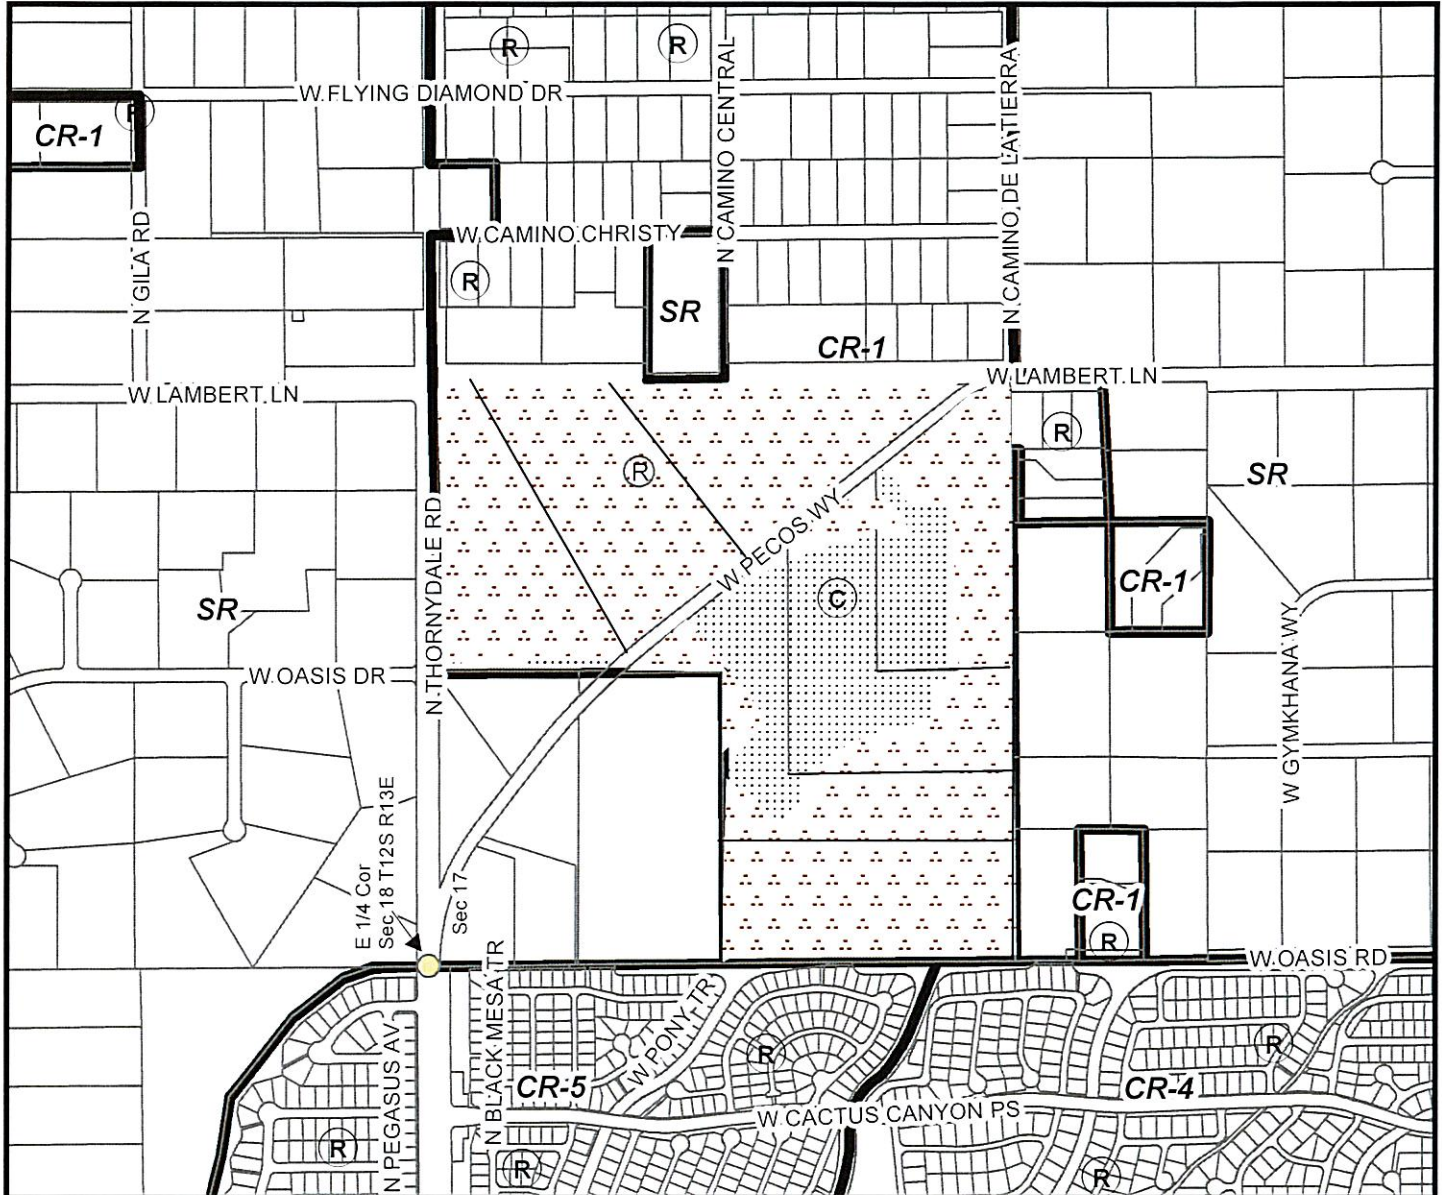 R
R
W FLYING DIAMOND DR
CR-1
R
N GILA RD
N CAMINO CENTRAL
N CAMINO DE LA TIERRA
W CAMINO CHRISTY
R
SR
CR-1
W LAMBERT LN
W LAMBERT LN
R
R
SR
N THORNYDALE RD
W PECOS WY
C
CR-1
SR
W OASIS DR
W GYMKHANA WY
E 1/4 Cor
Sec 18 T12S R13E
Sec 17
CR-1
R
W OASIS RD
N BLACK MESA TR
W PONY TR
R
R
N PEGASUS AV
CR-5
CR-4
W CACTUS CANYON PS
R
R
R